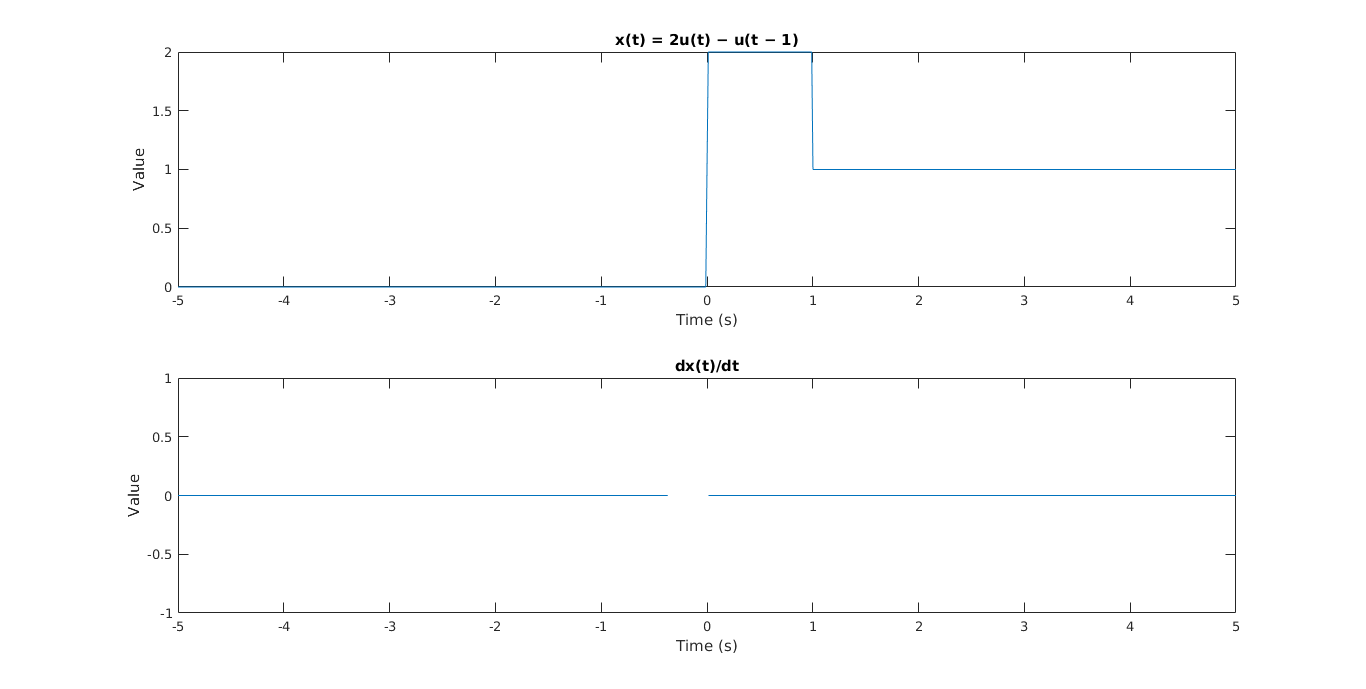 x(t) = 2u(t) − u(t − 1)
2
1.5
1
0.5
0
Value
-5 -4 -3 -2 -1 0 1 2 3 4 5
Time (s)
dx(t)/dt
1
0.5
0
-0.5
-1
Value
-5 -4 -3 -2 -1 0 1 2 3 4 5
Time (s)